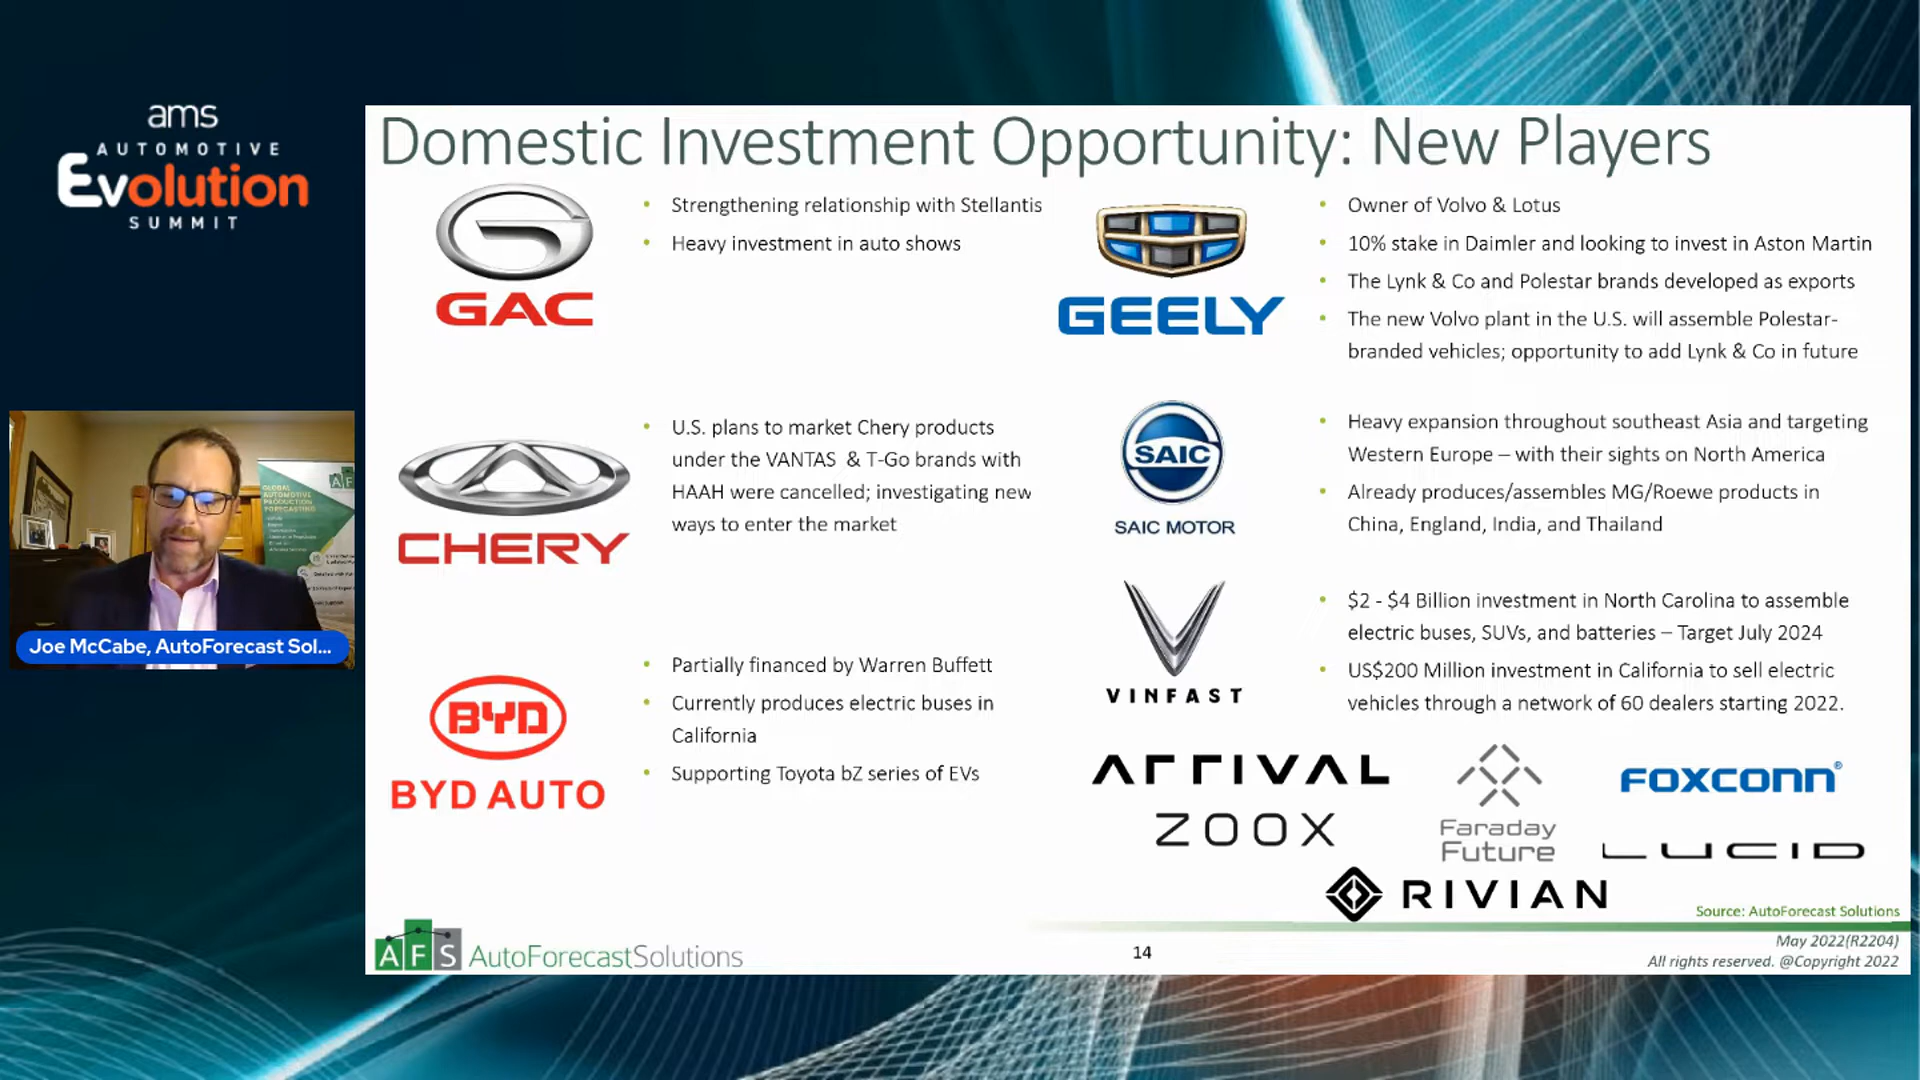 ams
AUTOMOTIVE
Evolution
SUMMIT
Domestic Investment Opportunity: New Players
GAC
• Strengthening relationship with Stellantis
• Heavy investment in auto shows
CHERY
• U.S. plans to market Chery products
under the VANTAS & T-Go brands with
HAAH were cancelled; investigating new
ways to enter the market
BYD
BYD AUTO
• Partially financed by Warren Buffett
• Currently produces electric buses in
California
• Supporting Toyota bZ series of EVs
GEELY
• Owner of Volvo & Lotus
• 10% stake in Daimler and looking to invest in Aston Martin
• The Lynk & Co and Polestar brands developed as exports
• The new Volvo plant in the U.S. will assemble Polestar-
branded vehicles; opportunity to add Lynk & Co in future
SAIC
SAIC MOTOR
• Heavy expansion throughout southeast Asia and targeting
Western Europe – with their sights on North America
• Already produces/assembles MG/Roewe products in
China, England, India, and Thailand
VINFAST
• $2 - $4 Billion investment in North Carolina to assemble
electric buses, SUVs, and batteries – Target July 2024
• US$200 Million investment in California to sell electric
vehicles through a network of 60 dealers starting 2022.
ARRIVAL
ZOOX
Faraday
Future
FOXCONN®
LUCID
RIVIAN
Source: AutoForecast Solutions
AFS AutoForecastSolutions
14
May 2022(R2204)
All rights reserved. @Copyright 2022
AF
GLOBAL
AUTOMOTIVE
PRODUCTION
FORECASTING
Joe McCabe, AutoForecast Sol...